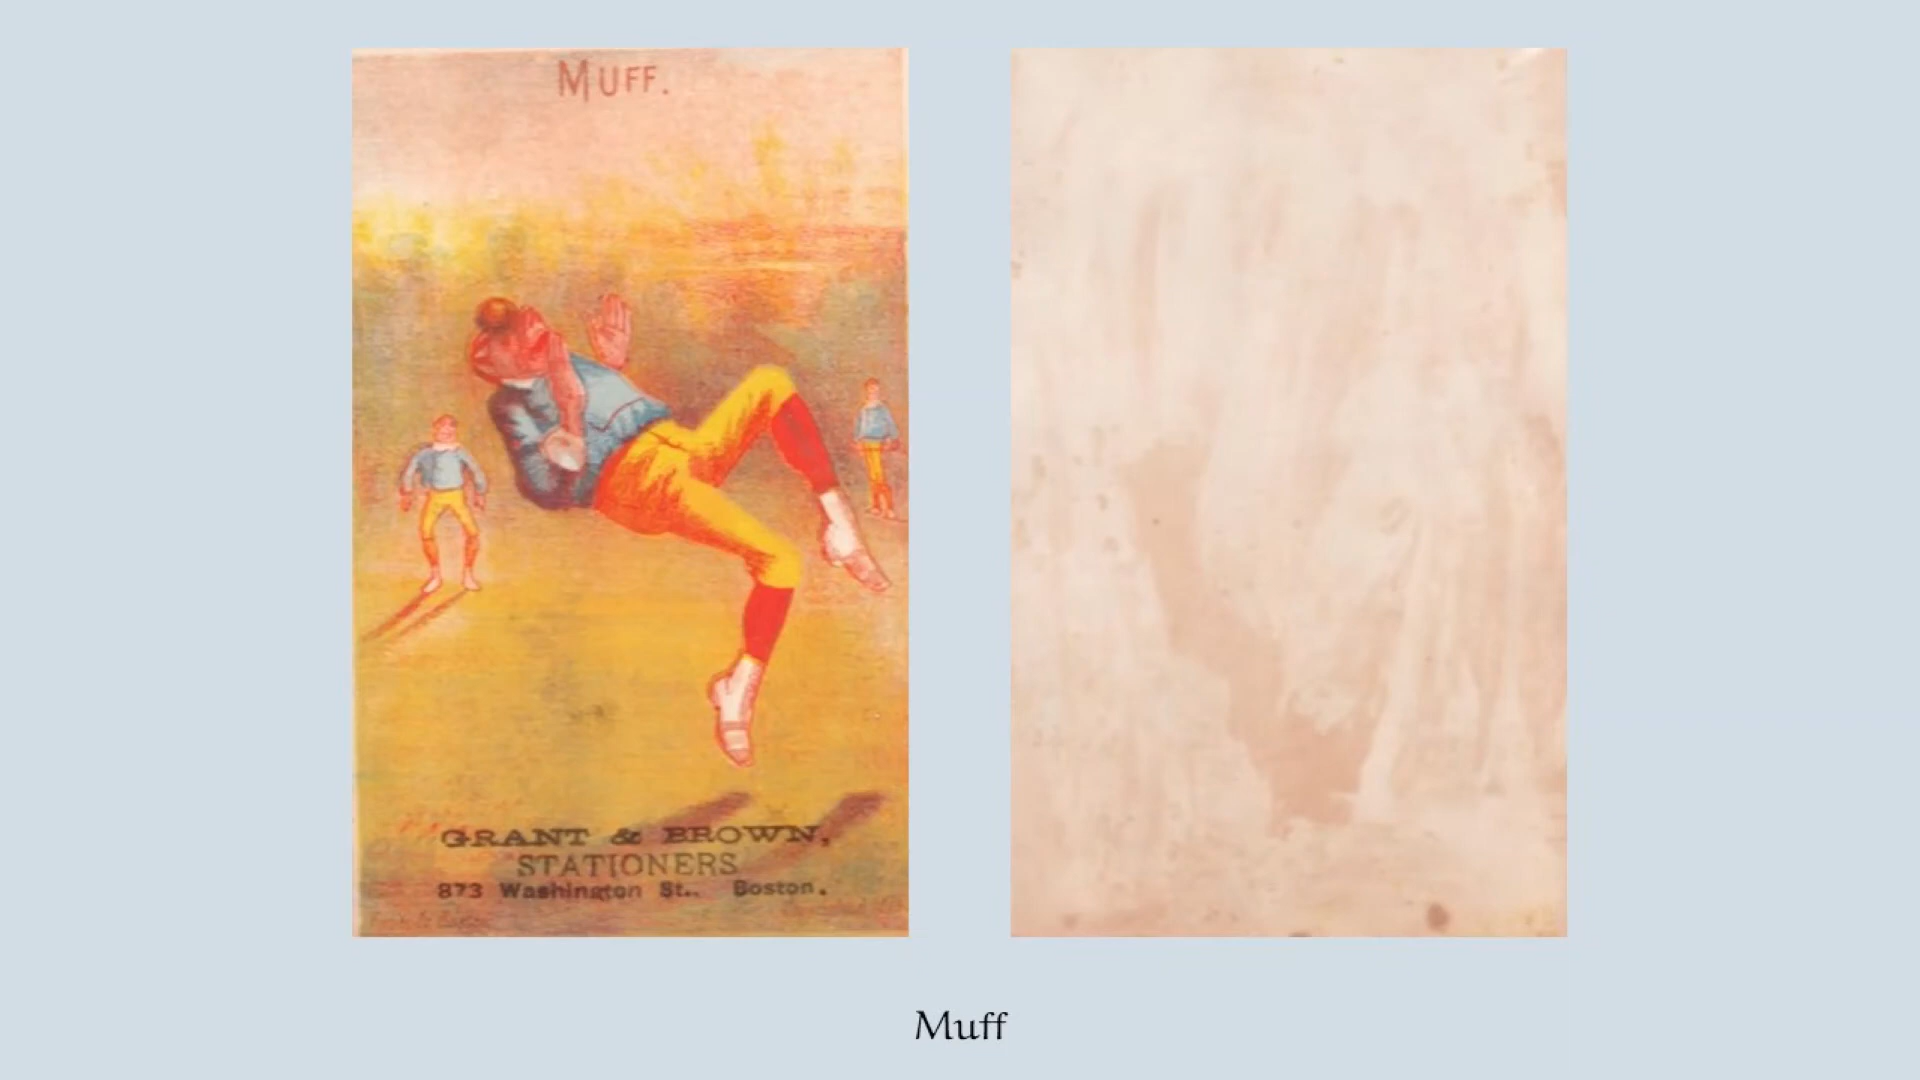 MUFF.
GRANT & BROWN,
STATIONERS
873 Washington St.. Boston.
Muff